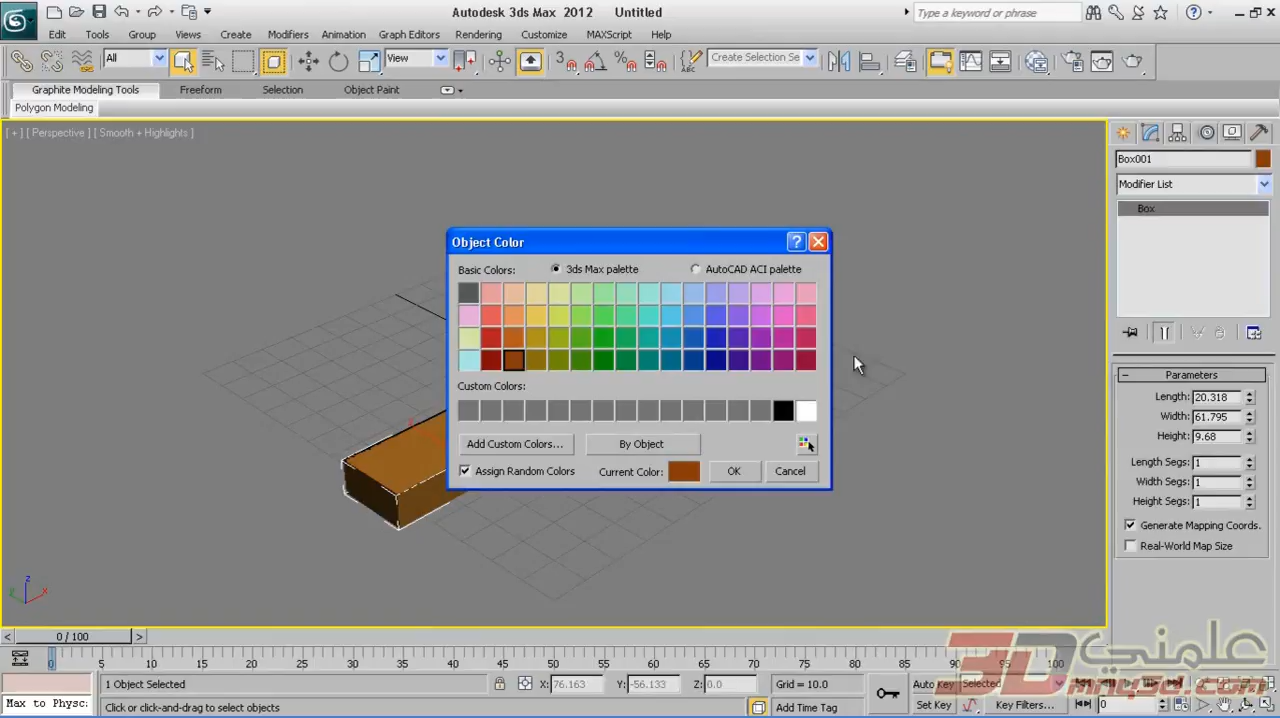 Autodesk 3ds Max 2012 Untitled
Type a keyword or phrase
Edit Tools Group Views Create Modifiers Animation Graph Editors Rendering Customize MAXScript Help
All
View
Create Selection Se
Graphite Modeling Tools Freeform Selection Object Paint
Polygon Modeling
[ + ] [ Perspective ] [ Smooth + Highlights ]
Box001
Modifier List
Box
Object Color
Basic Colors: 3ds Max palette AutoCAD ACI palette
Custom Colors:
Add Custom Colors... By Object
Assign Random Colors Current Color: OK Cancel
Parameters
Length: 20.318
Width: 61.795
Height: 9.68
Length Segs: 1
Width Segs: 1
Height Segs: 1
Generate Mapping Coords.
Real-World Map Size
z
x
0 / 100
0 5 10 15 20 25 30 35 40 45 50 55 60 65 70 75 80 85 90 95 100
1 Object Selected X: 76.163 Y: -56.133 Z: 0.0 Grid = 10.0 Auto Key Selected
Max to Physc: Click or click-and-drag to select objects Add Time Tag Set Key Key Filters... 0
علمني
3D